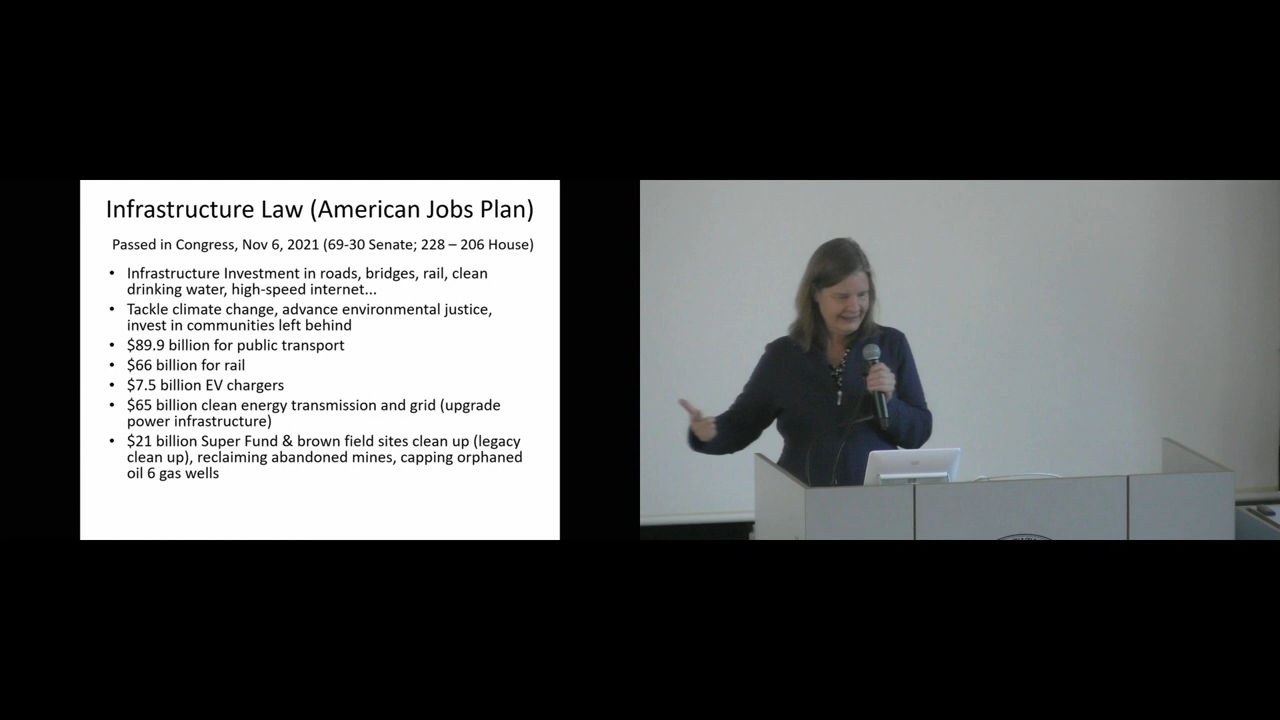 Infrastructure Law (American Jobs Plan)
Passed in Congress, Nov 6, 2021 (69-30 Senate; 228 – 206 House)
• Infrastructure Investment in roads, bridges, rail, clean
drinking water, high-speed internet...
• Tackle climate change, advance environmental justice,
invest in communities left behind
• $89.9 billion for public transport
• $66 billion for rail
• $7.5 billion EV chargers
• $65 billion clean energy transmission and grid (upgrade
power infrastructure)
• $21 billion Super Fund & brown field sites clean up (legacy
clean up), reclaiming abandoned mines, capping orphaned
oil 6 gas wells